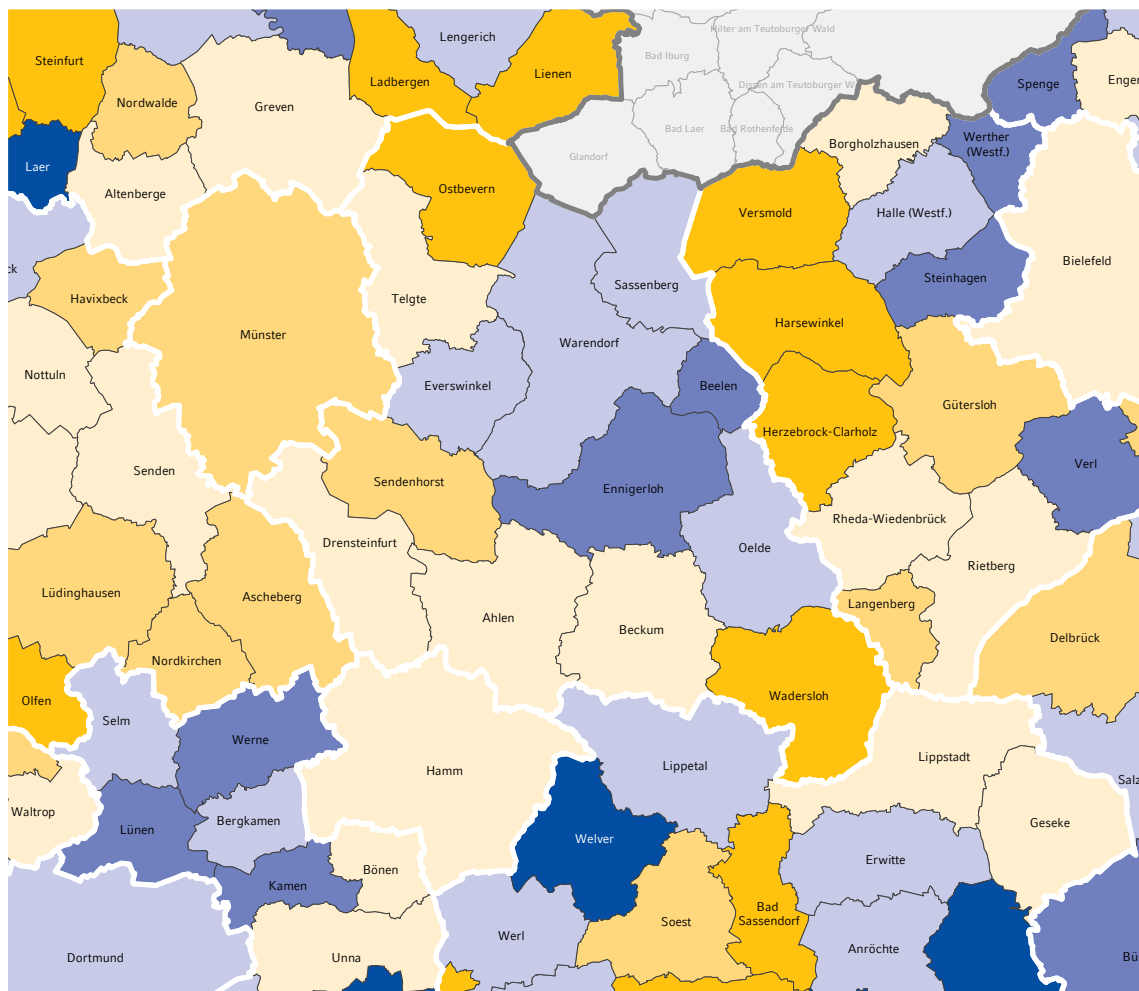 Lengerich
Hilter am Teutoburger Wald
Bad Iburg
Steinfurt
Ladbergen
Lienen
Dissen am Teutoburger W
Spenge
Enger
Nordwalde
Greven
Bad Laer
Bad Rothenfelde
Borgholzhausen
Werther
(Westf.)
Laer
Glandorf
Altenberge
Ostbevern
Versmold
Halle (Westf.)
ck
Bielefeld
Havixbeck
Telgte
Sassenberg
Steinhagen
Münster
Warendorf
Harsewinkel
Nottuln
Everswinkel
Beelen
Gütersloh
Herzebrock-Clarholz
Senden
Sendenhorst
Ennigerloh
Verl
Drensteinfurt
Oelde
Rheda-Wiedenbrück
Rietberg
Lüdinghausen
Ascheberg
Ahlen
Beckum
Langenberg
Delbrück
Nordkirchen
Olfen
Selm
Wadersloh
Werne
Hamm
Lippetal
Lippstadt
Salz
Waltrop
Lünen
Bergkamen
Welver
Geseke
Bönen
Erwitte
Kamen
Bad
Sassendorf
Soest
Werl
Anröchte
Dortmund
Unna
Bü